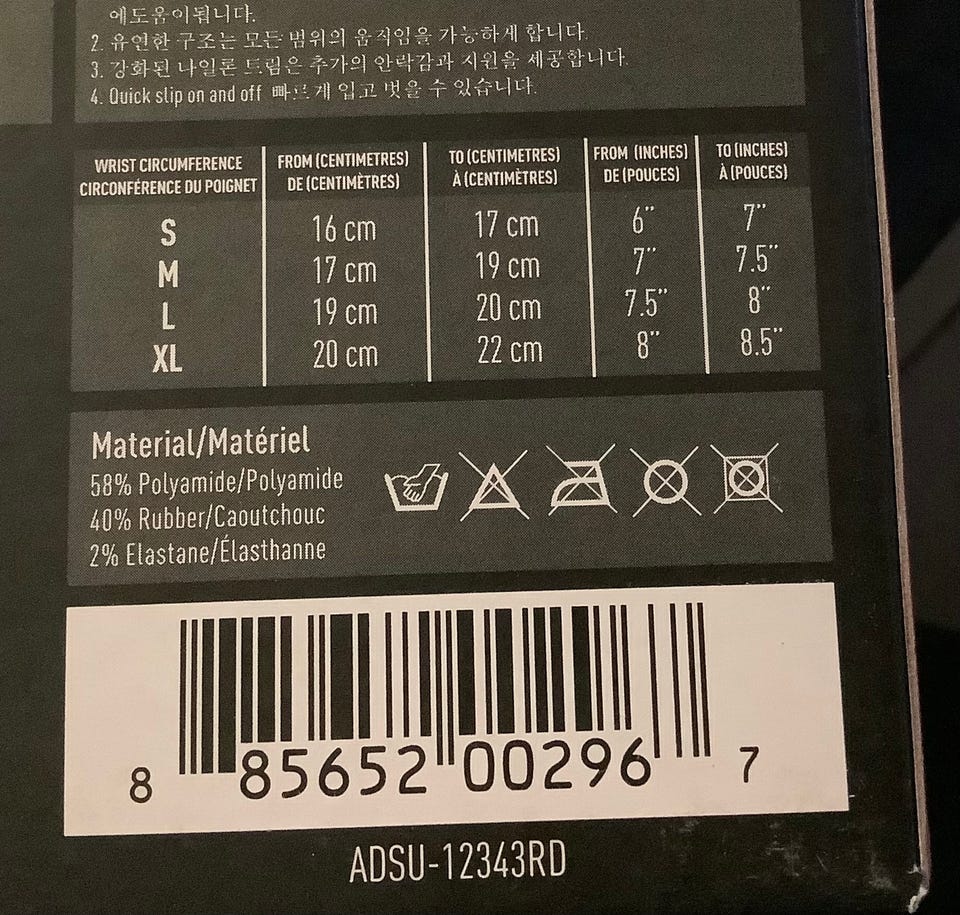 에도움이됩니다.
2. 유연한 구조는 모든 범위의 움직임을 가능하게 합니다.
3. 강화된 나일론 트림은 추가의 안락감과 시원을 제공합니다.
4. Quick slip on and off 빠르게 입고 벗을 수 있습니다.
WRIST CIRCUMFERENCE FROM (CENTIMETRES) TO (CENTIMETRES) FROM (INCHES) TO (INCHES)
CIRCONFÉRENCE DU POIGNET DE (CENTIMÈTRES) À (CENTIMÈTRES) DE (POUCES) À (POUCES)
S 16 cm 17 cm 6” 7”
M 17 cm 19 cm 7” 7.5”
L 19 cm 20 cm 7.5” 8”
XL 20 cm 22 cm 8” 8.5”
Material/Matériel
58% Polyamide/Polyamide
40% Rubber/Caoutchouc
2% Elastane/Élasthanne
8 85652 00296 7
ADSU-12343RD